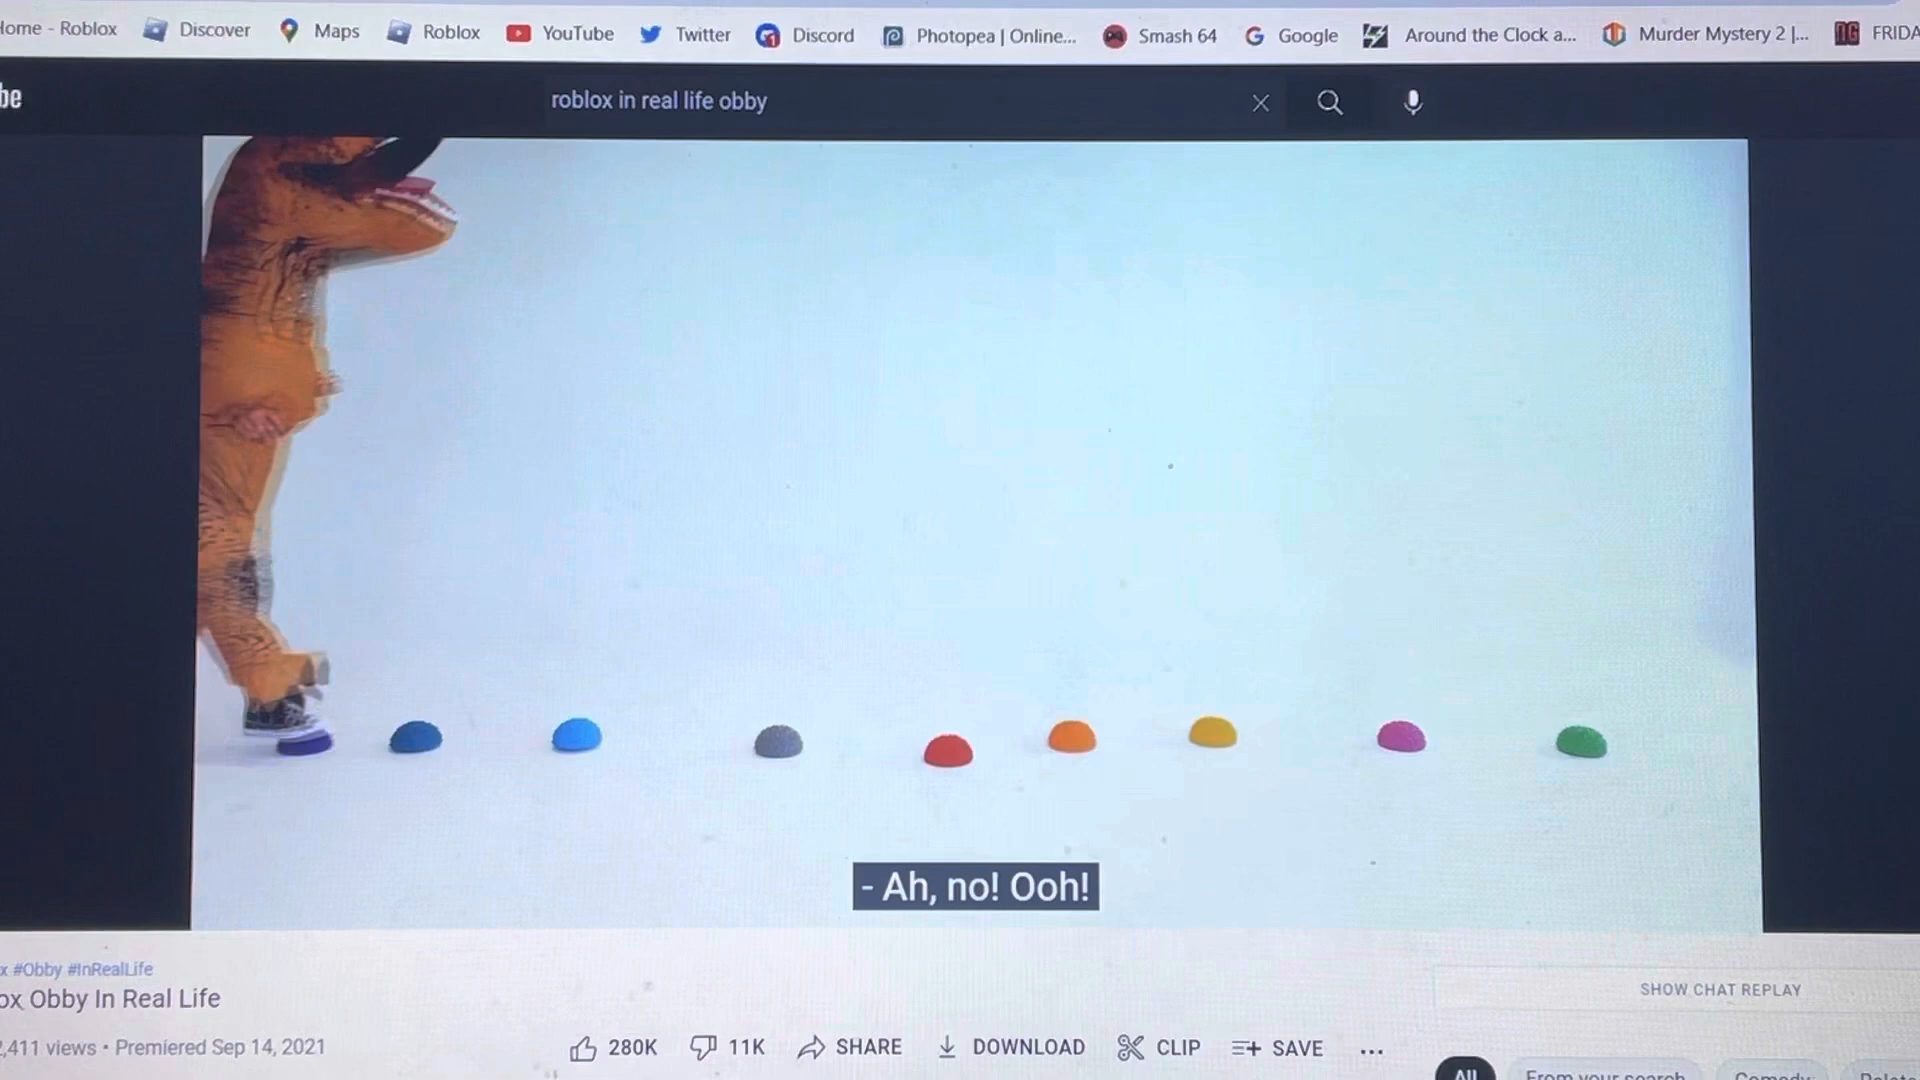 Home - Roblox Discover Maps Roblox YouTube Twitter Discord Photopea | Online... Smash 64 Google Around the Clock a... Murder Mystery 2 |... FRIDA
be
roblox in real life obby
- Ah, no! Ooh!
x #Obby #InRealLife
ox Obby In Real Life
SHOW CHAT REPLAY
,411 views • Premiered Sep 14, 2021
280K 11K SHARE DOWNLOAD CLIP SAVE ...
All From your search Comedy